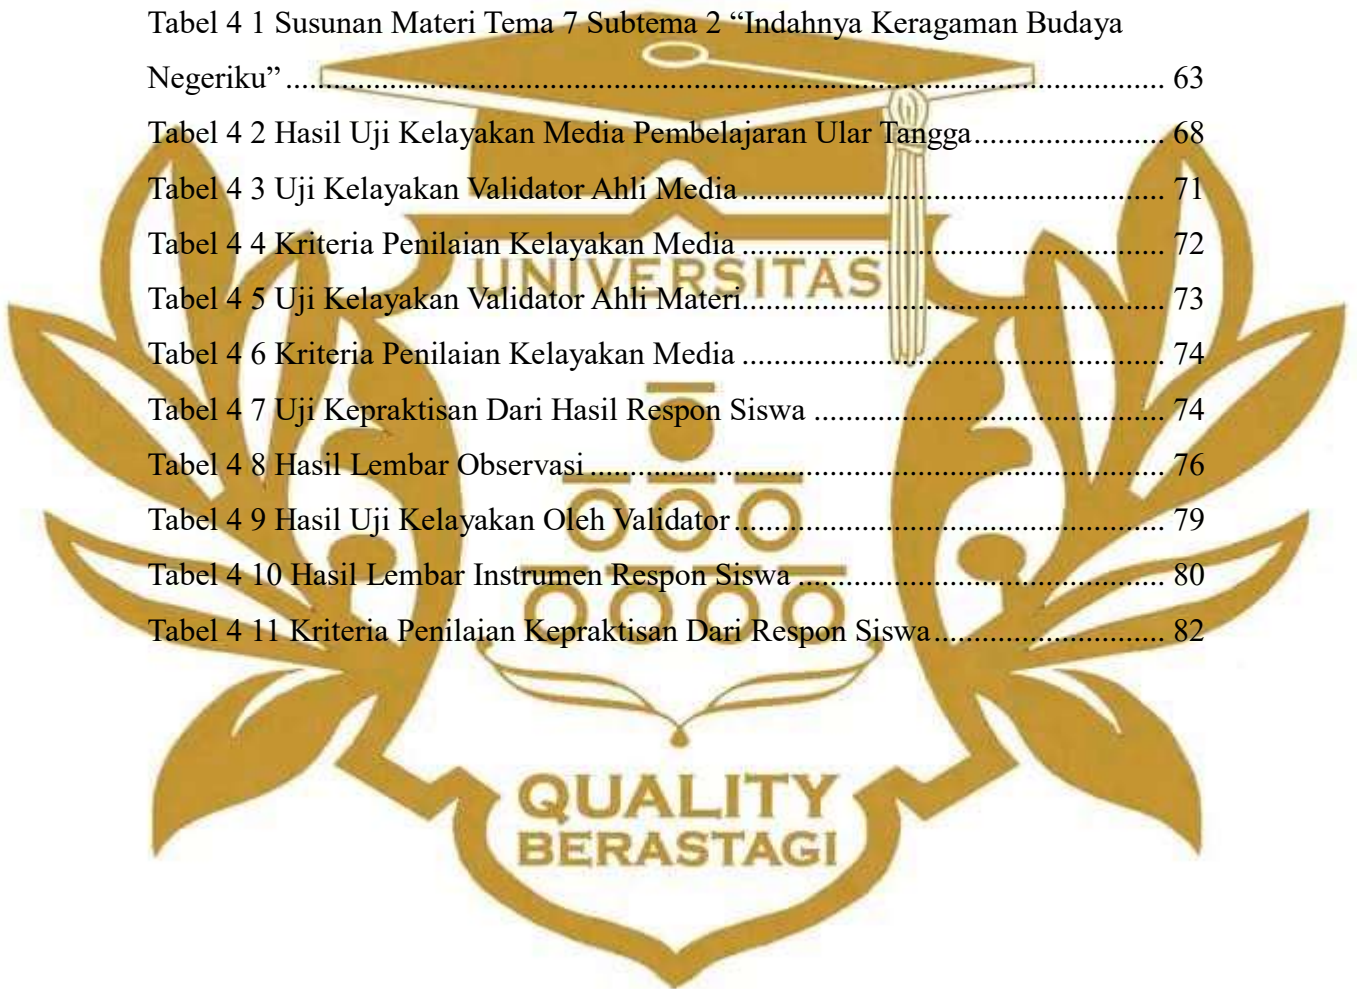 Tabel 4 1 Susunan Materi Tema 7 Subtema 2 “Indahnya Keragaman Budaya
Negeriku” ............................................................................................................. 63
Tabel 4 2 Hasil Uji Kelayakan Media Pembelajaran Ular Tangga........................ 68
Tabel 4 3 Uji Kelayakan Validator Ahli Media ..................................................... 71
Tabel 4 4 Kriteria Penilaian Kelayakan Media ..................................................... 72
UNIVERSITAS
Tabel 4 5 Uji Kelayakan Validator Ahli Materi..................................................... 73
Tabel 4 6 Kriteria Penilaian Kelayakan Media ..................................................... 74
Tabel 4 7 Uji Kepraktisan Dari Hasil Respon Siswa ............................................ 74
Tabel 4 8 Hasil Lembar Observasi ........................................................................ 76
Tabel 4 9 Hasil Uji Kelayakan Oleh Validator ...................................................... 79
Tabel 4 10 Hasil Lembar Instrumen Respon Siswa .............................................. 80
Tabel 4 11 Kriteria Penilaian Kepraktisan Dari Respon Siswa............................. 82
QUALITY
BERASTAGI